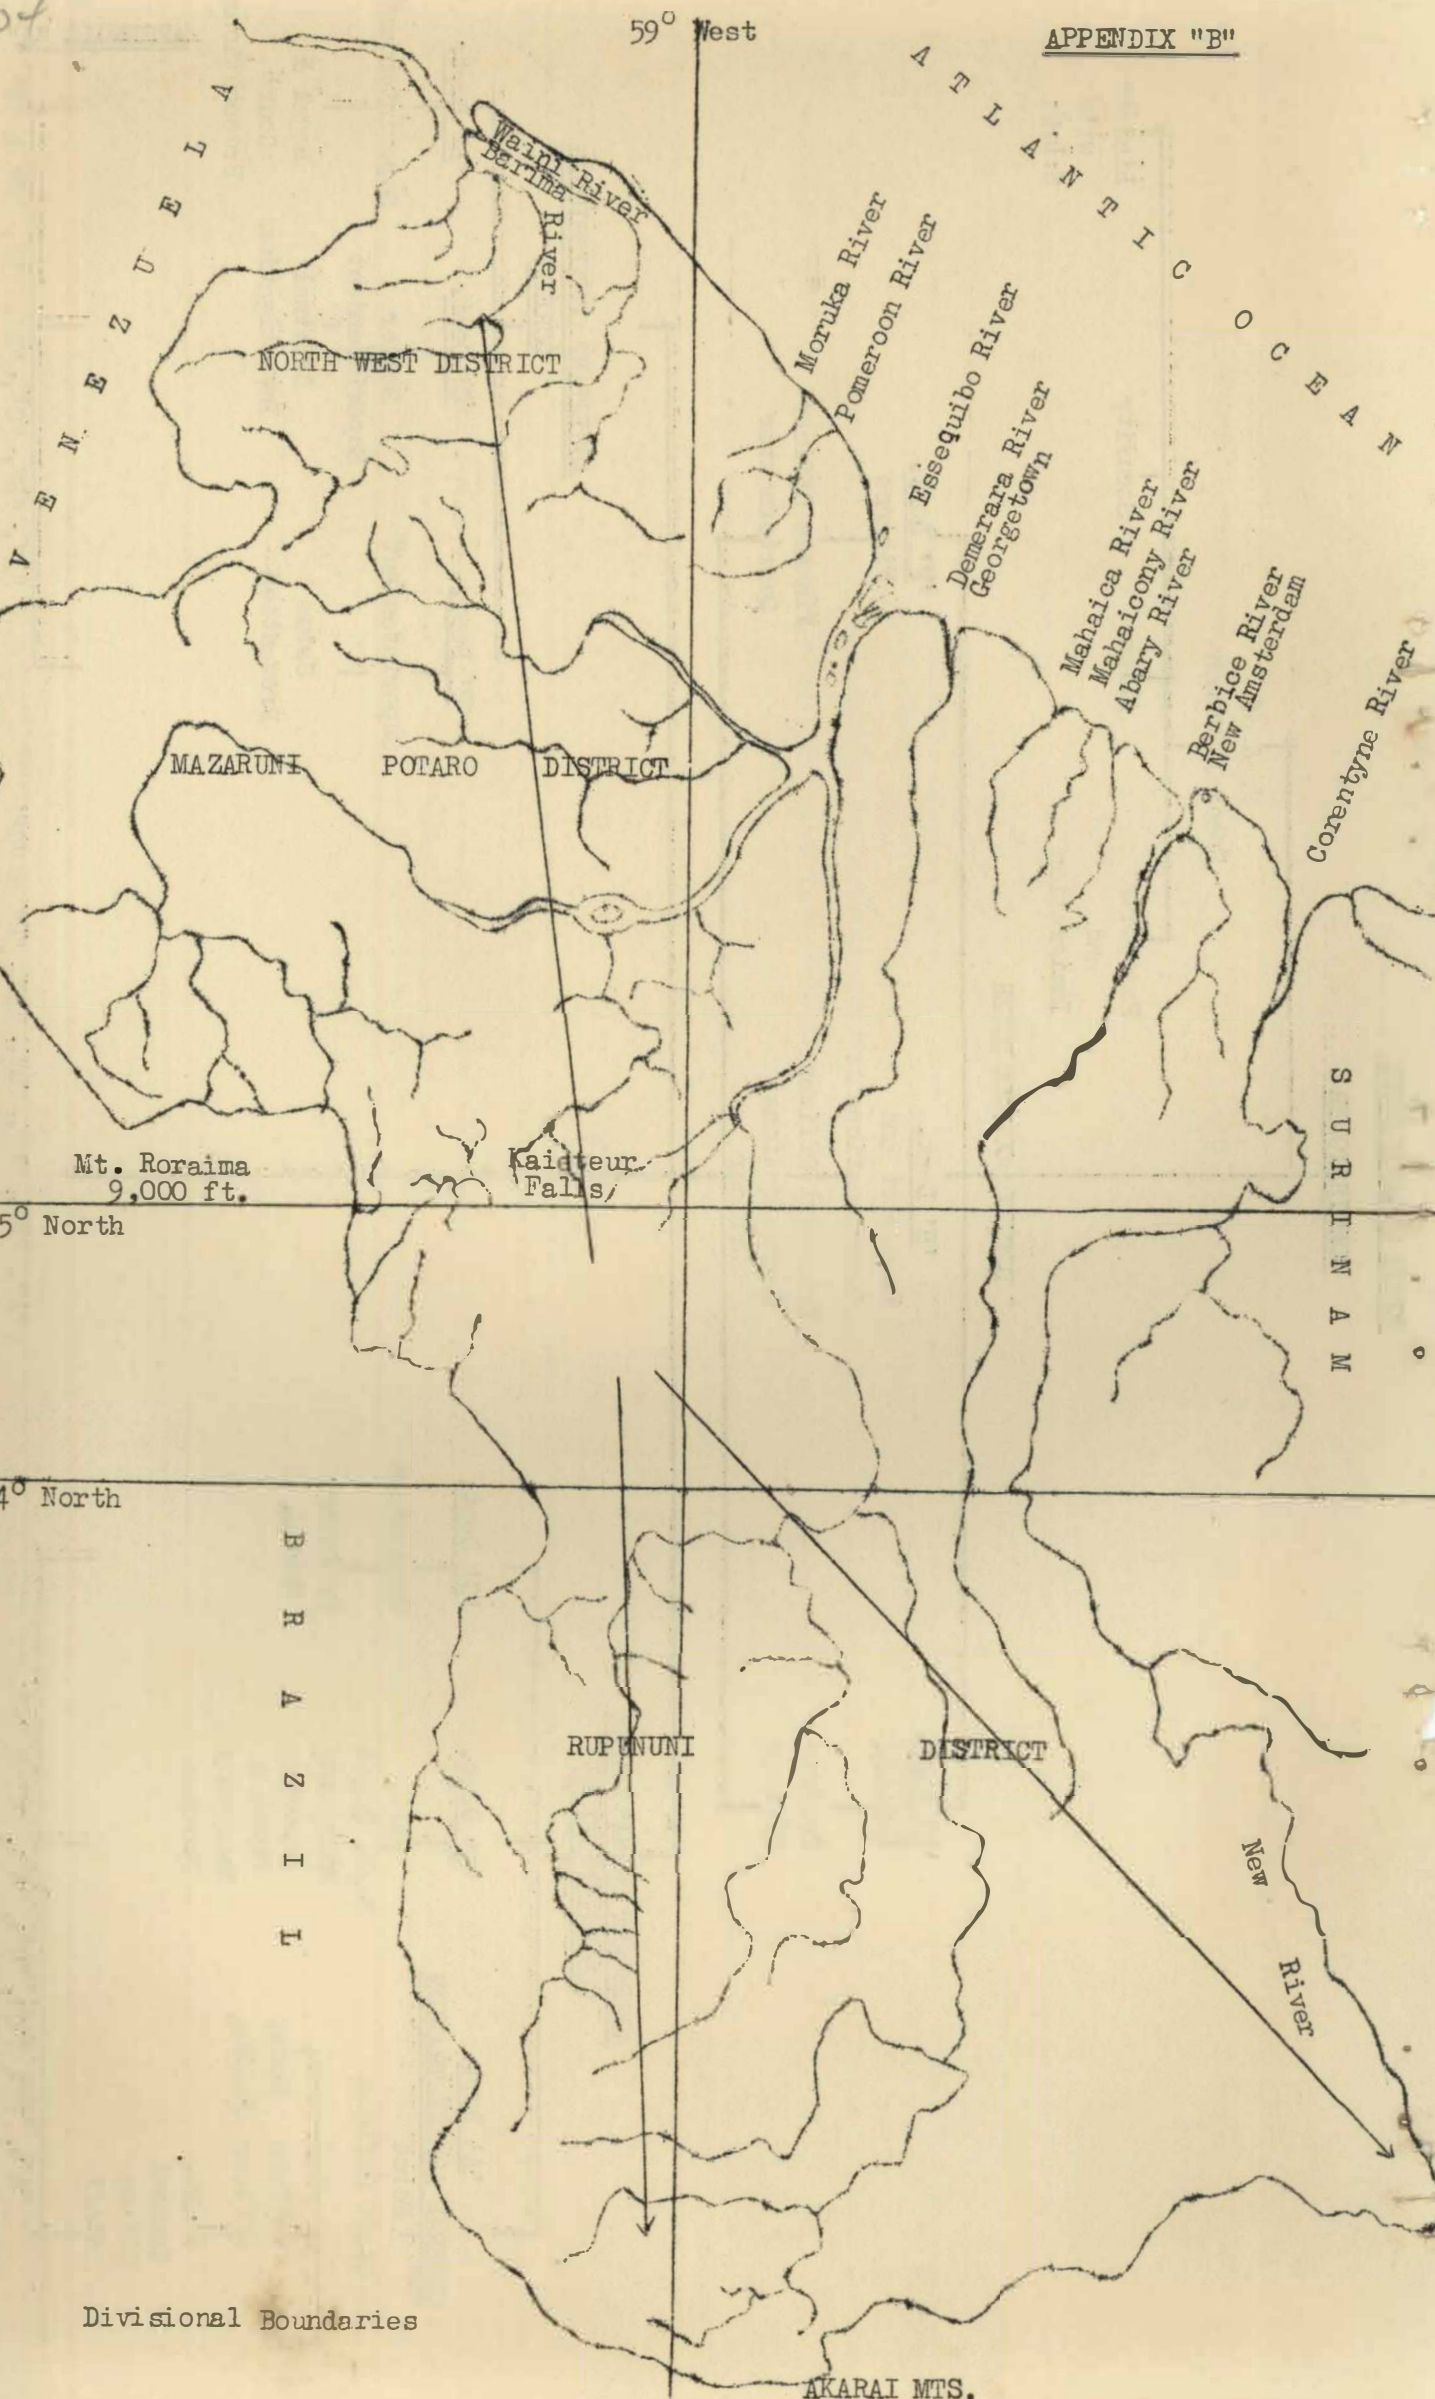 59° West
APPENDIX "B"
ATLANTIC OCEAN
VENEZUELA
Waini River
Barima River
Moruka River
Pomeroon River
Essequibo River
NORTH WEST DISTRICT
Demerara River
Georgetown
Mahaica River
Mahaicony River
Abary River
Berbice River
New Amsterdam
Corentyne River
MAZARUNI POTARO DISTRICT
SURINAM
Mt. Roraima
9,000 ft.
Kaieteur
Falls
5° North
4° North
BRAZIL
RUPUNUNI DISTRICT
New River
Divisional Boundaries
AKARAI MTS.